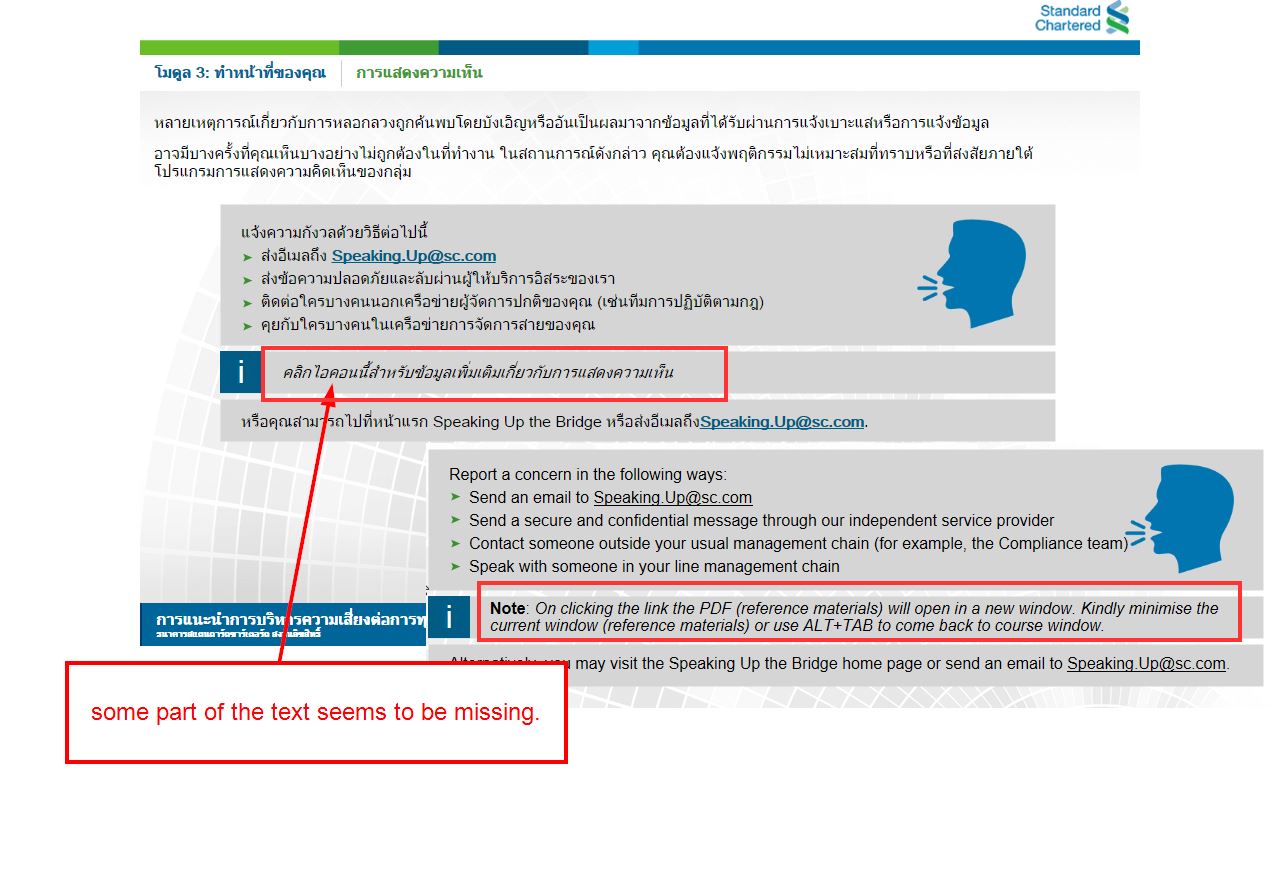 Standard
Chartered
โมดูล 3: ทำหน้าที่ของคุณ
การแสดงความเห็น
หลายเหตุการณ์เกี่ยวกับการหลอกลวงถูกค้นพบโดยบังเอิญหรืออันเป็นผลมาจากข้อมูลที่ได้รับผ่านการแจ้งเบาะแสหรือการแจ้งข้อมูล
อาจมีบางครั้งที่คุณเห็นบางอย่างไม่ถูกต้องในที่ทำงาน ในสถานการณ์ดังกล่าว คุณต้องแจ้งพฤติกรรมไม่เหมาะสมที่ทราบหรือที่สงสัยภายใต้
โปรแกรมการแสดงความคิดเห็นของกลุ่ม
แจ้งความกังวลด้วยวิธีต่อไปนี้
ส่งอีเมลถึง Speaking.Up@sc.com
ส่งข้อความปลอดภัยและลับผ่านผู้ให้บริการอิสระของเรา
ติดต่อใครบางคนนอกเครือข่ายผู้จัดการปกติของคุณ (เช่นทีมการปฏิบัติตามกฎ)
คุยกับใครบางคนในเครือข่ายการจัดการสายของคุณ
i คลิกไอคอนนี้สำหรับข้อมูลเพิ่มเติมเกี่ยวกับการแสดงความเห็น
หรือคุณสามารถไปที่หน้าแรก Speaking Up the Bridge หรือส่งอีเมลถึงSpeaking.Up@sc.com.
Report a concern in the following ways:
Send an email to Speaking.Up@sc.com
Send a secure and confidential message through our independent service provider
Contact someone outside your usual management chain (for example, the Compliance team)
Speak with someone in your line management chain
i Note: On clicking the link the PDF (reference materials) will open in a new window. Kindly minimise the
current window (reference materials) or use ALT+TAB to come back to course window.
Alternatively, you may visit the Speaking Up the Bridge home page or send an email to Speaking.Up@sc.com.
การแนะนำการบริหารความเสี่ยงต่อการทุ
some part of the text seems to be missing.